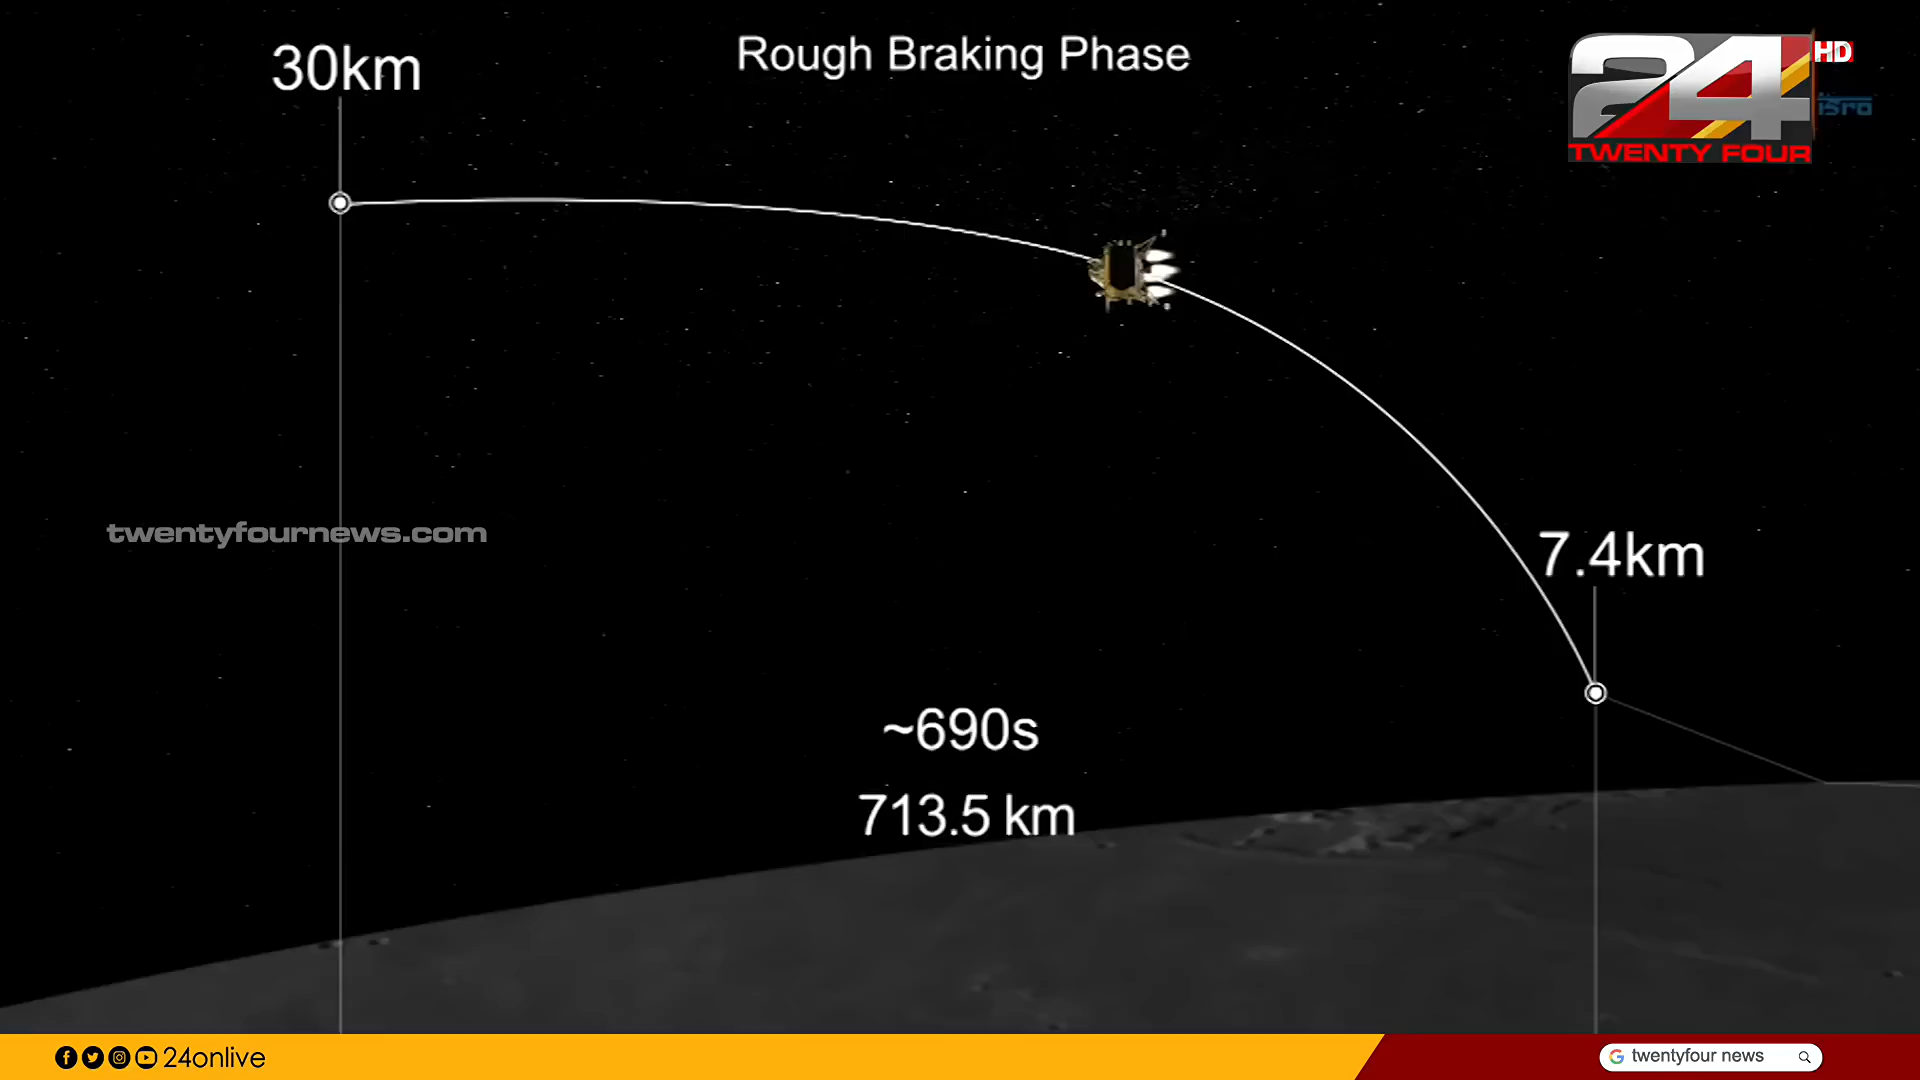 30km
Rough Braking Phase
24
HD
isro
TWENTY FOUR
twentyfournews.com
7.4km
~690s
713.5 km
24onlive
twentyfour news